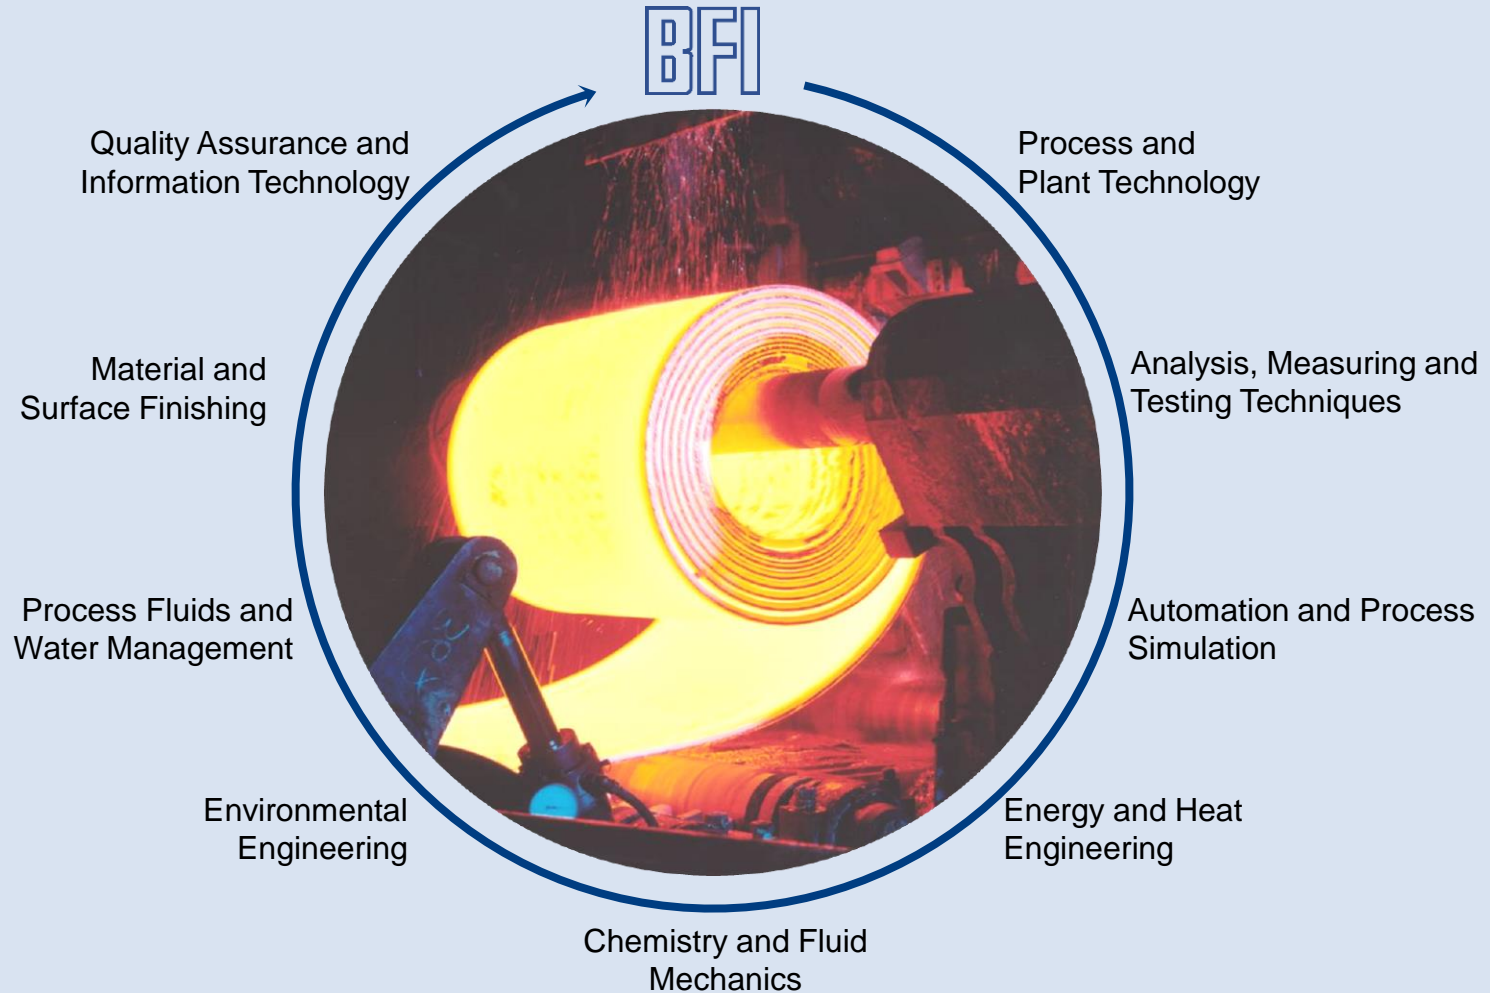 BFI
Process and
Plant Technology
Analysis, Measuring and
Testing Techniques
Automation and Process
Simulation
Energy and Heat
Engineering
Chemistry and Fluid
Mechanics
Environmental
Engineering
Process Fluids and
Water Management
Material and
Surface Finishing
Quality Assurance and
Information Technology